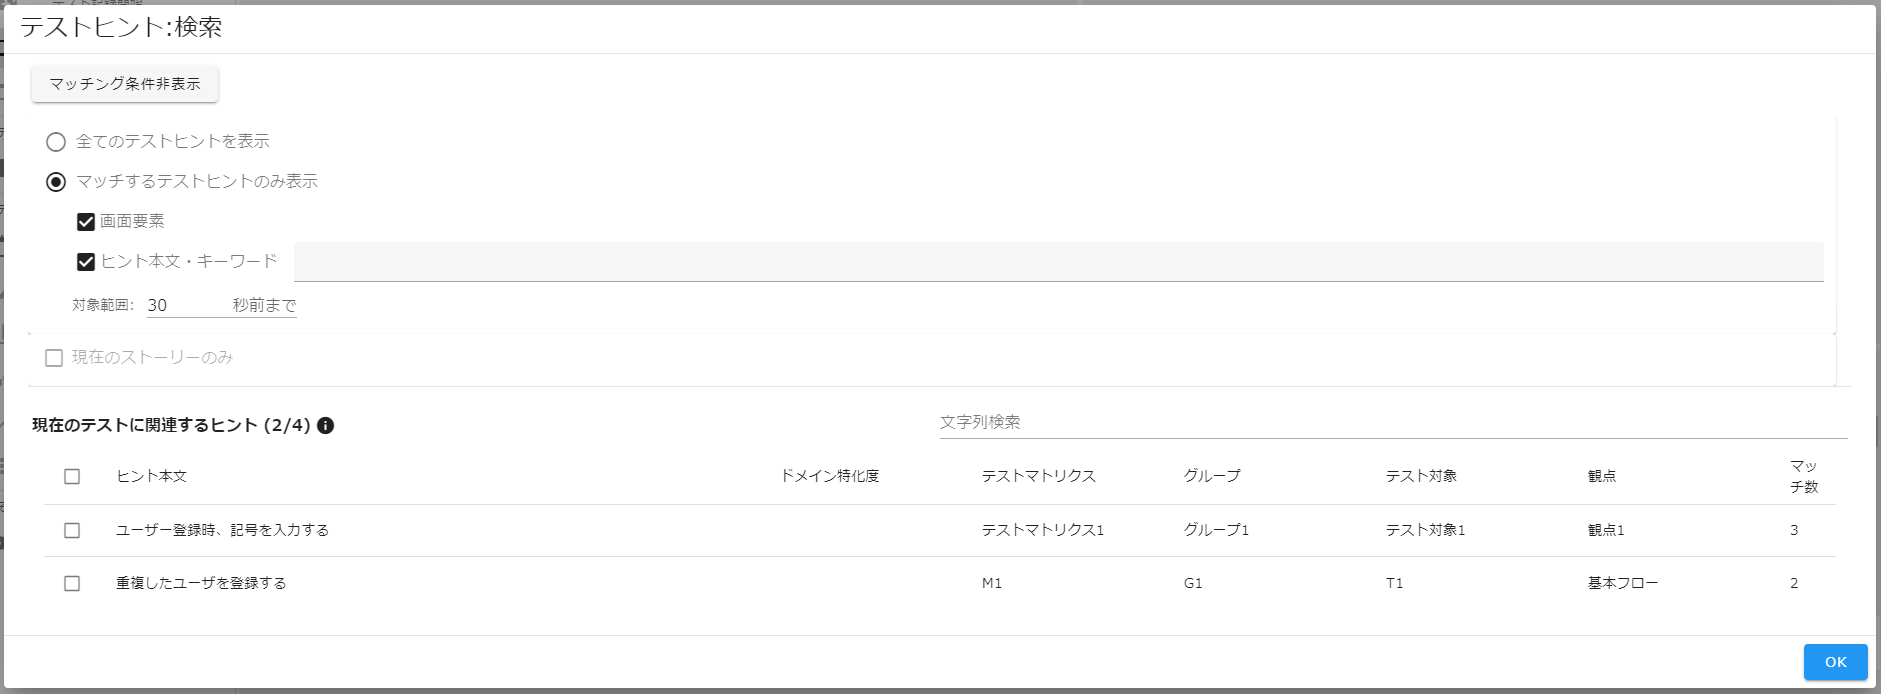 テストヒント:検索
マッチング条件非表示
全てのテストヒントを表示
マッチするテストヒントのみ表示
画面要素
ヒント本文・キーワード
対象範囲: 30 秒前まで
現在のストーリーのみ
現在のテストに関連するヒント (2/4)
文字列検索
ヒント本文 ドメイン特化度 テストマトリクス グループ テスト対象 観点 マッチ数
ユーザー登録時、記号を入力する テストマトリクス1 グループ1 テスト対象1 観点1 3
重複したユーザを登録する M1 G1 T1 基本フロー 2
OK